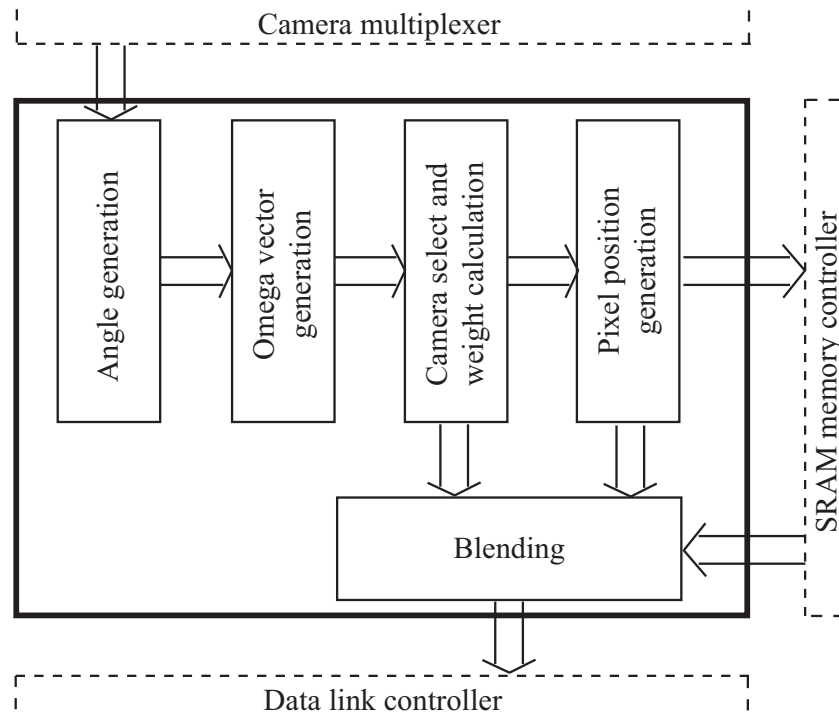 Camera multiplexer
Angle generation
Omega vector
generation
Camera select and
weight calculation
Pixel position
generation
SRAM memory controller
Blending
Data link controller